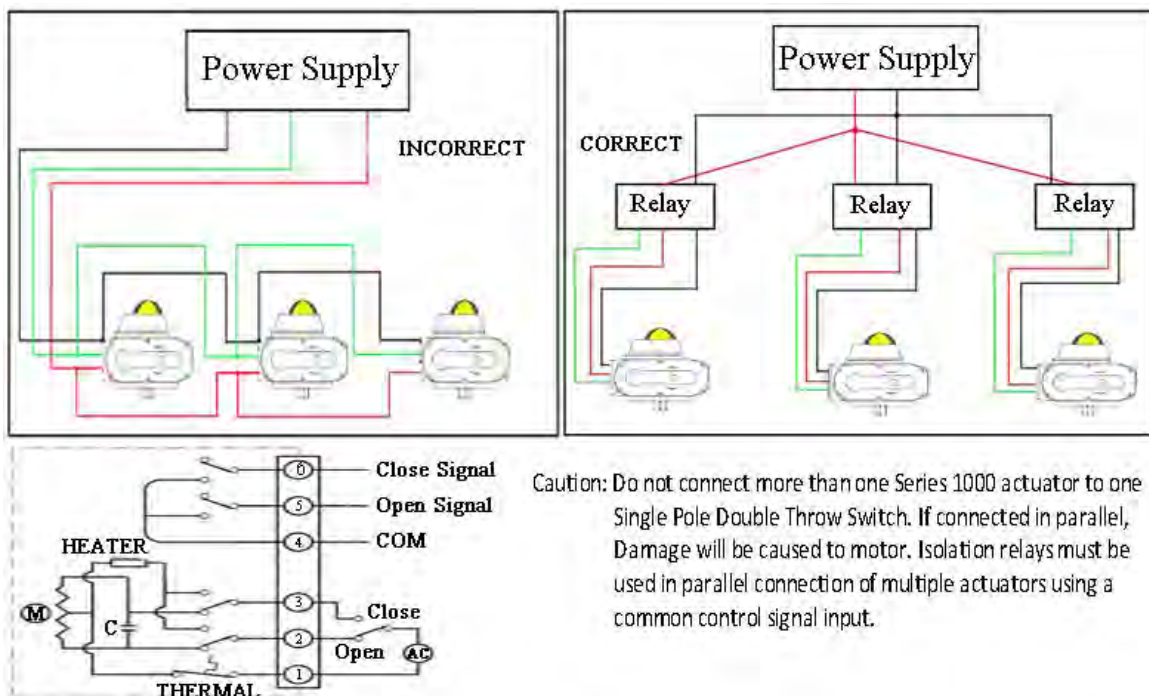 Power Supply
INCORRECT
Power Supply
CORRECT
Relay
Relay
Relay
6 Close Signal
5 Open Signal
4 COM
HEATER
M
C
3 Close
2 Open
AC
1
THERMAL
Caution: Do not connect more than one Series 1000 actuator to one
Single Pole Double Throw Switch. If connected in parallel,
Damage will be caused to motor. Isolation relays must be
used in parallel connection of multiple actuators using a
common control signal input.